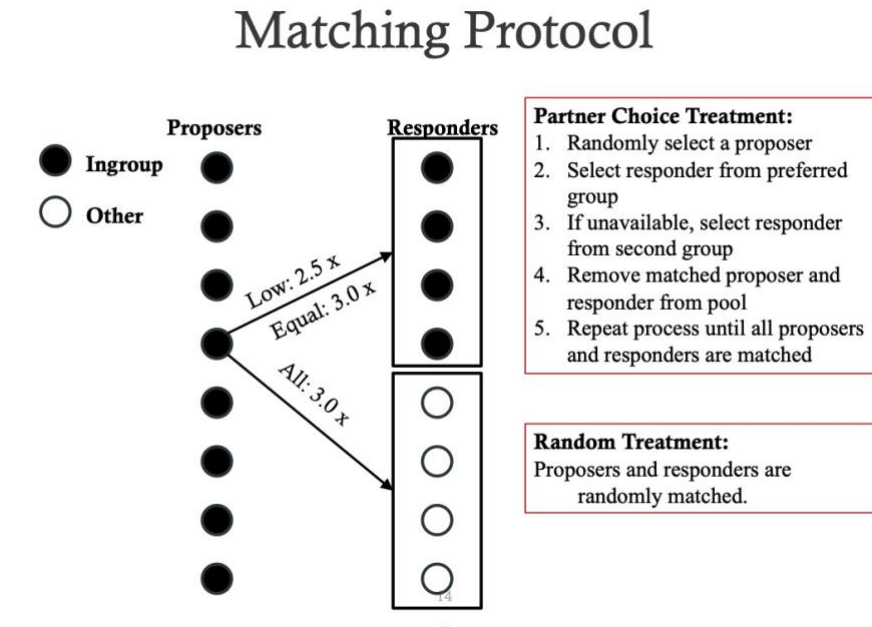 Matching Protocol
Proposers
Responders
Ingroup
Other
Low: 2.5 x
Equal: 3.0 x
All: 3.0 x
14
Partner Choice Treatment:
1. Randomly select a proposer
2. Select responder from preferred
group
3. If unavailable, select responder
from second group
4. Remove matched proposer and
responder from pool
5. Repeat process until all proposers
and responders are matched
Random Treatment:
Proposers and responders are
randomly matched.